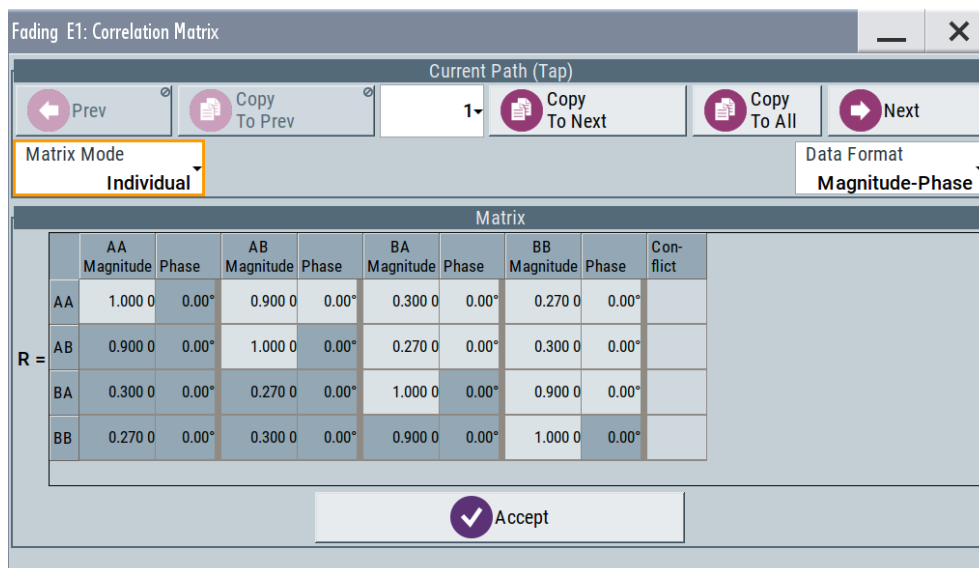 Fading E1: Correlation Matrix
Current Path (Tap)
Prev
Copy
To Prev
1
Copy
To Next
Copy
To All
Next
Matrix Mode
Individual
Data Format
Magnitude-Phase
Matrix
AA
Magnitude Phase
AB
Magnitude Phase
BA
Magnitude Phase
BB
Magnitude Phase
Con-
flict
R =
AA 1.000 0 0.00° 0.900 0 0.00° 0.300 0 0.00° 0.270 0 0.00°
AB 0.900 0 0.00° 1.000 0 0.00° 0.270 0 0.00° 0.300 0 0.00°
BA 0.300 0 0.00° 0.270 0 0.00° 1.000 0 0.00° 0.900 0 0.00°
BB 0.270 0 0.00° 0.300 0 0.00° 0.900 0 0.00° 1.000 0 0.00°
Accept